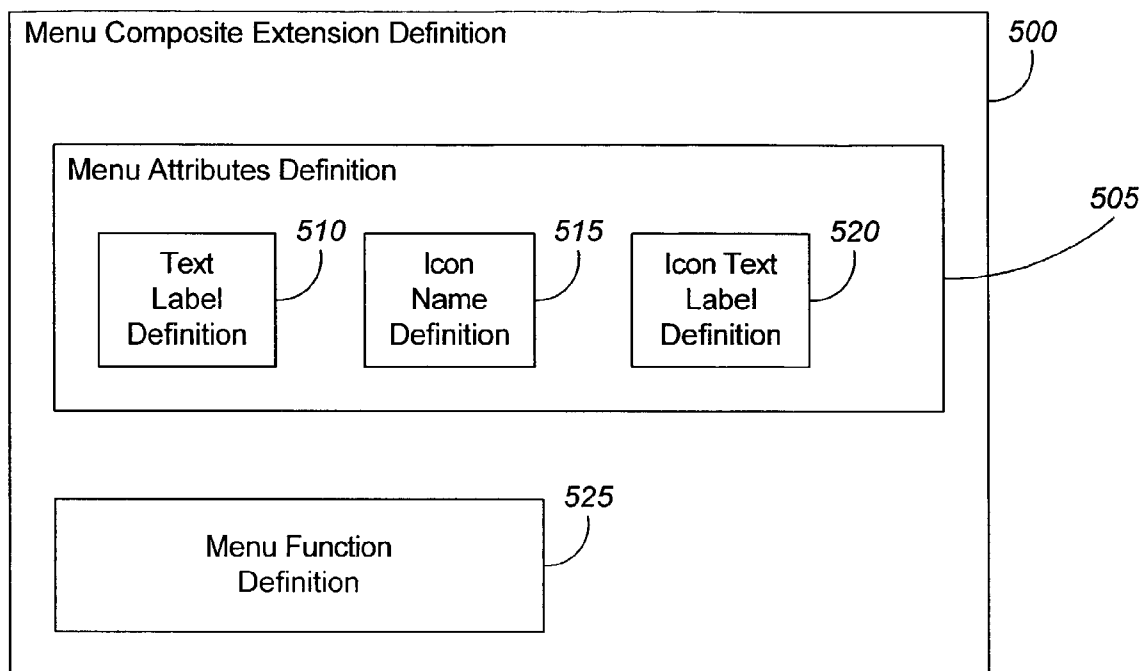 Menu Composite Extension Definition
500
Menu Attributes Definition
505
510
515
520
Text
Label
Definition
Icon
Name
Definition
Icon Text
Label
Definition
525
Menu Function
Definition